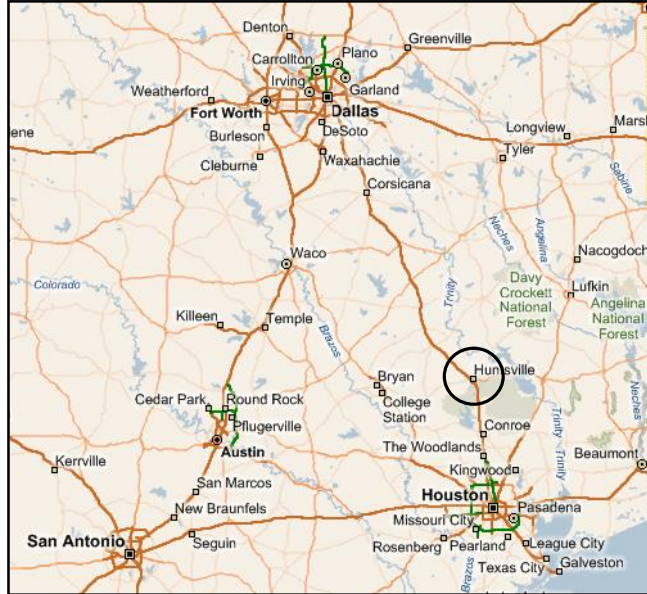 Denton
Greenville
Carrollton
Plano
Irving
Weatherford
Garland
Fort Worth
Dallas
Burleson
DeSoto
Longview
Marsh
ene
Waxahachie
Tyler
Cleburne
Sabine
Corsicana
Neches
Angelina
Nacogdoch
Waco
Trinity
Colorado
Davy
Crockett
National
Forest
Lufkin
Angelina
National
Forest
Killeen
Temple
Brazos
Huntsville
Bryan
College
Station
Cedar Park
Round Rock
Pflugerville
Neches
Conroe
Trinity
Trinity
Austin
The Woodlands
Beaumont
Kerrville
Kingwood
San Marcos
Houston
New Braunfels
Pasadena
Missouri City
San Antonio
Seguin
Rosenberg
Pearland
League City
Brazos
Texas City
Galveston